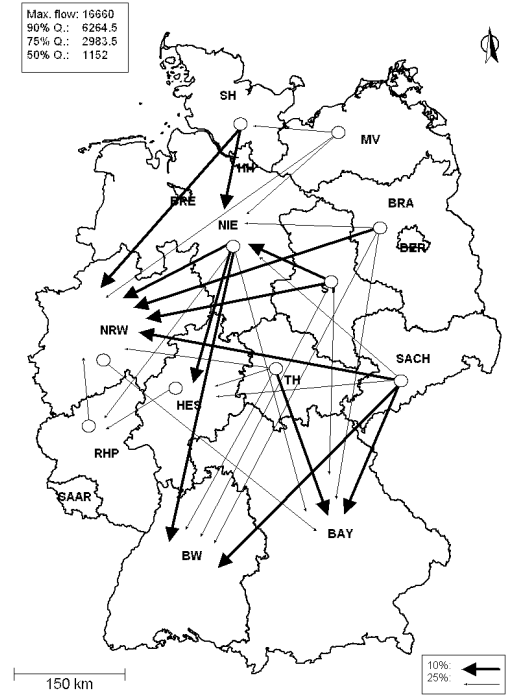 Max. flow: 16660
90% Q.: 6264.5
75% Q.: 2983.5
50% Q.: 1152
SH
MV
HH
BRE
BRA
NIE
BER
NRW
SACH
TH
HES
RHP
SAAR
BAY
BW
10%:
25%:
150 km